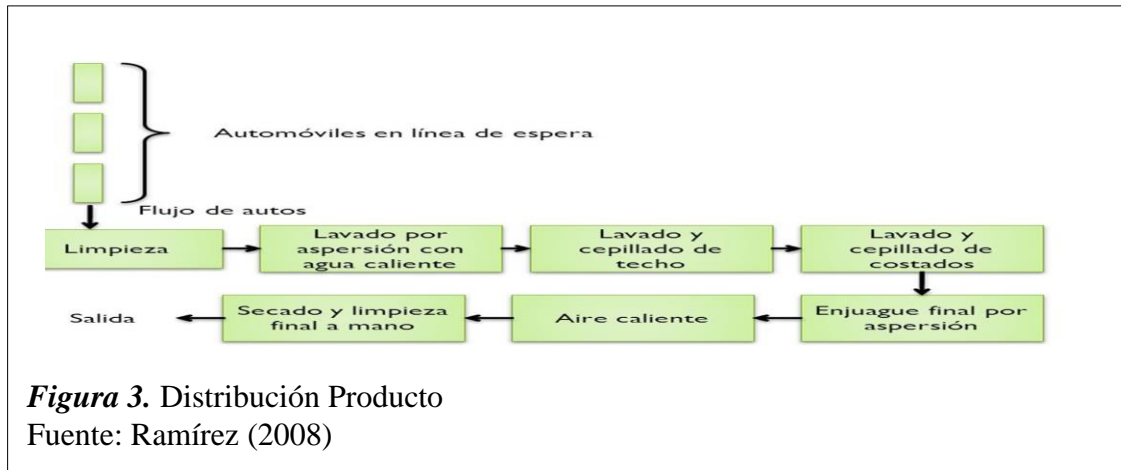 Automóviles en línea de espera
Flujo de autos
Limpieza
Lavado por
aspersión con
agua caliente
Lavado y
cepillado de
techo
Lavado y
cepillado de
costados
Enjuague final por
aspersión
Aire caliente
Secado y limpieza
final a mano
Salida
Figura 3. Distribución Producto
Fuente: Ramírez (2008)